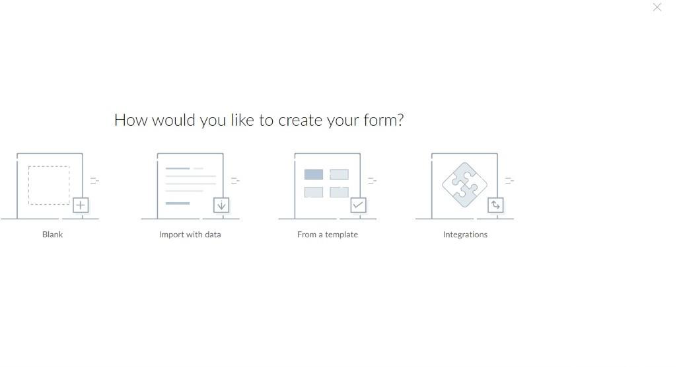 How would you like to create your form?
Blank
Import with data
From a template
Integrations